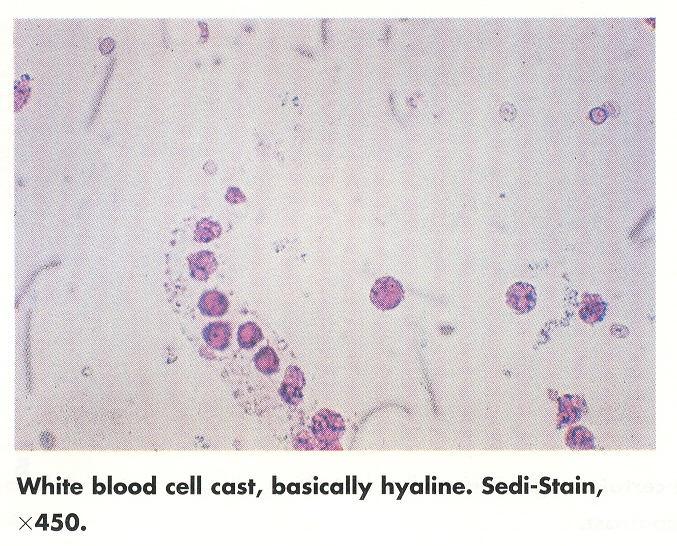 White blood cell cast, basically hyaline. Sedi-Stain,
×450.